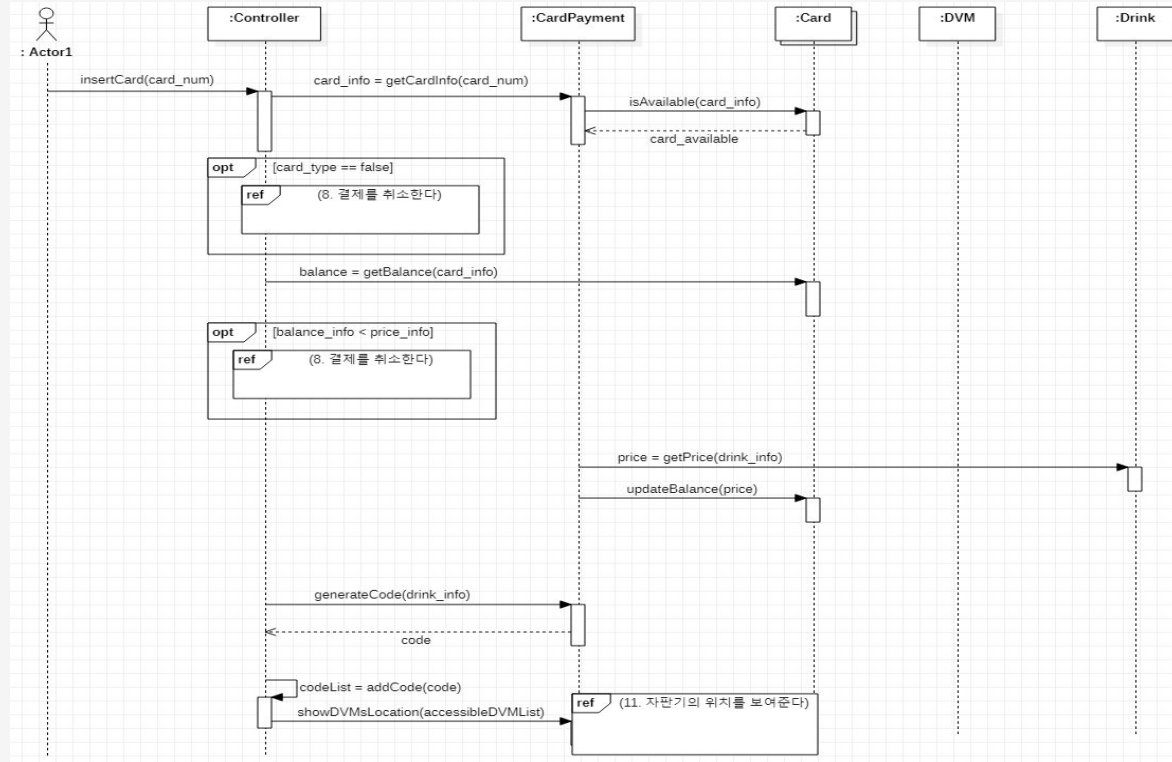 :Controller
:CardPayment
:Card
:DVM
:Drink
: Actor1
insertCard(card_num)
card_info = getCardInfo(card_num)
isAvailable(card_info)
card_available
opt
[card_type == false]
ref
(8. 결제를 취소한다)
balance = getBalance(card_info)
opt
[balance_info < price_info]
ref
(8. 결제를 취소한다)
price = getPrice(drink_info)
updateBalance(price)
generateCode(drink_info)
code
codeList = addCode(code)
showDVMsLocation(accessibleDVMList)
ref
(11. 자판기의 위치를 보여준다)